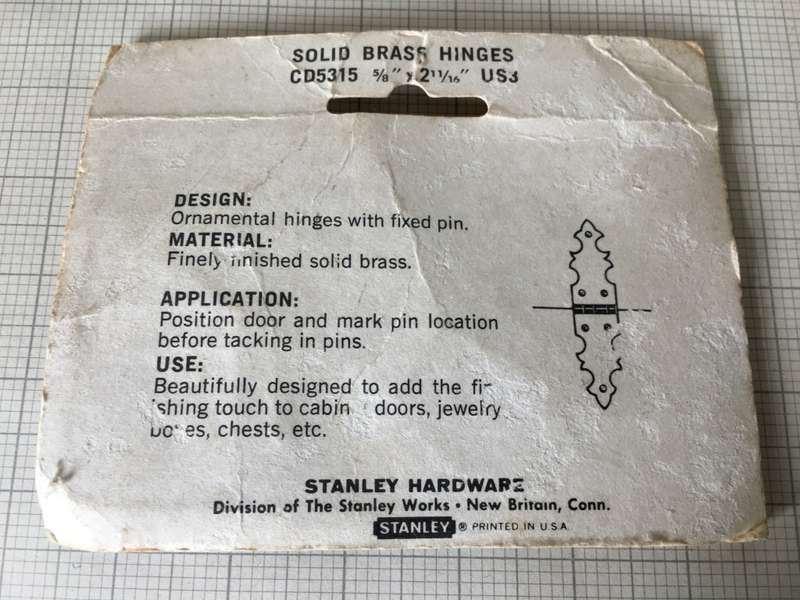 SOLID BRASS HINGES
CD5315 5/8" x 2 11/16" US3
DESIGN:
Ornamental hinges with fixed pin.
MATERIAL:
Finely finished solid brass.
APPLICATION:
Position door and mark pin location
before tacking in pins.
USE:
Beautifully designed to add the fin-
ishing touch to cabin doors, jewelry
boxes, chests, etc.
STANLEY HARDWARE
Division of The Stanley Works • New Britain, Conn.
STANLEY ® PRINTED IN U.S.A.